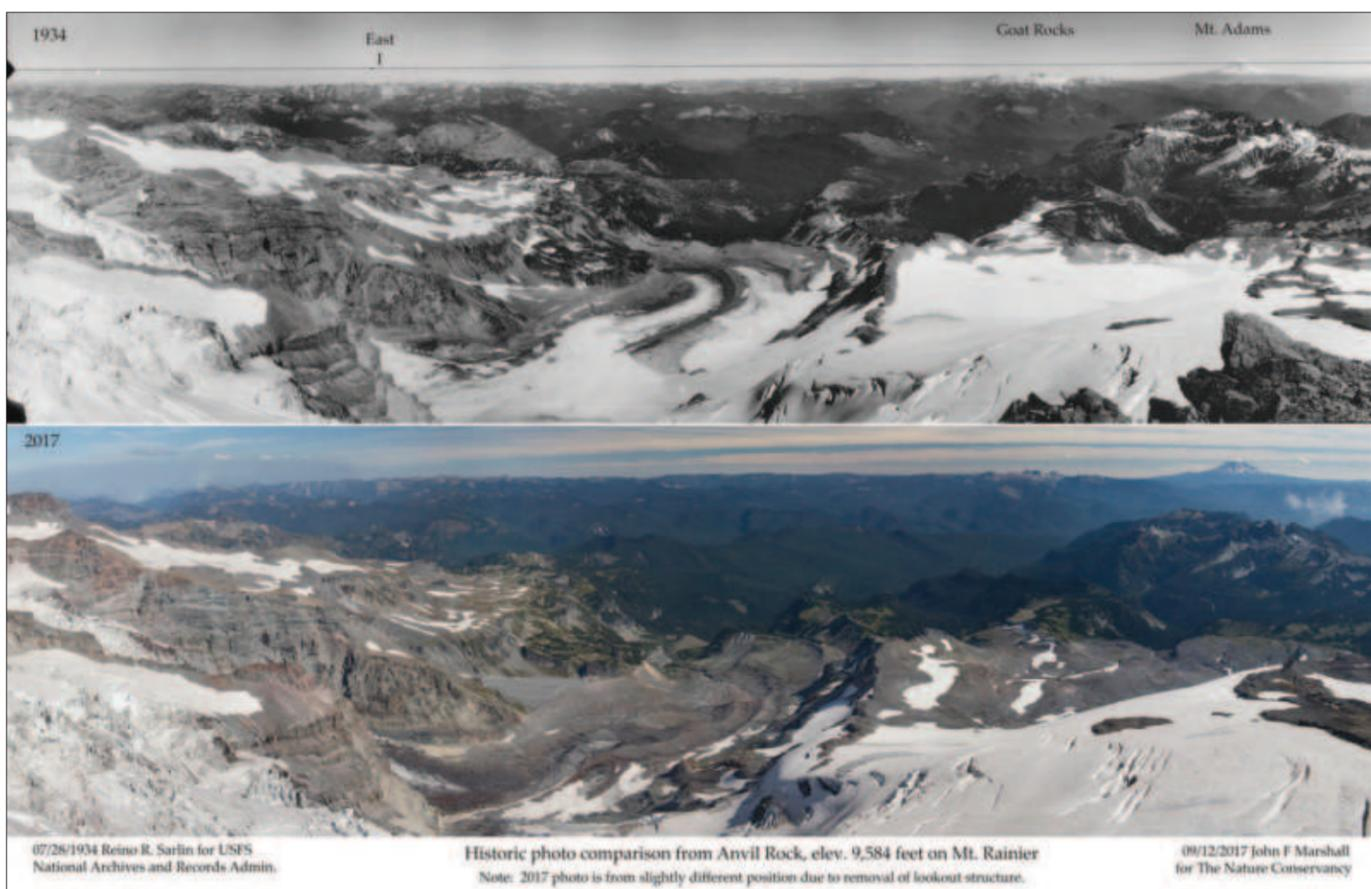 1934
East
Goat Rocks
Mt. Adams
2017
07/28/1934 Reino R. Sarlin for USFS
National Archives and Records Admin.
Historic photo comparison from Anvil Rock, elev. 9,584 feet on Mt. Rainier
Note: 2017 photo is from slightly different position due to removal of lookout structure.
09/12/2017 John F Marshall
for The Nature Conservancy